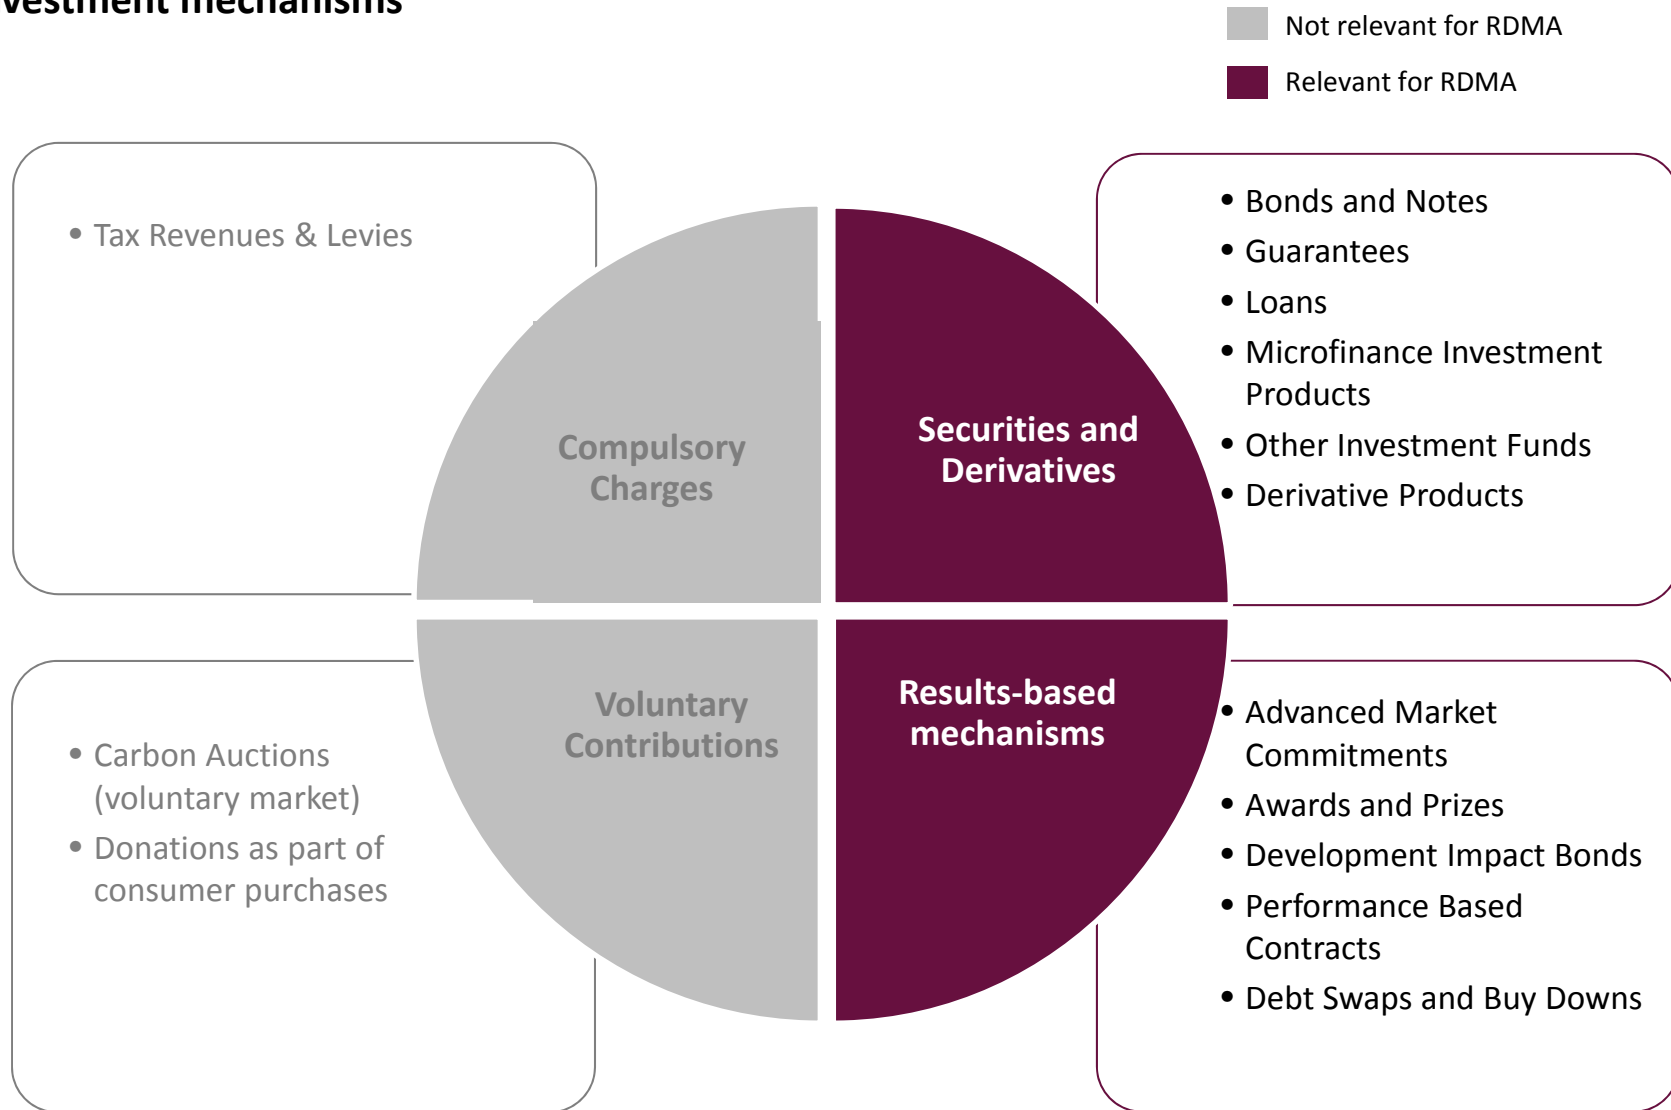 vestment mechanisms
Not relevant for RDMA
Relevant for RDMA
• Tax Revenues & Levies
Compulsory
Charges
Securities and
Derivatives
• Bonds and Notes
• Guarantees
• Loans
• Microfinance Investment
Products
• Other Investment Funds
• Derivative Products
• Carbon Auctions
(voluntary market)
• Donations as part of
consumer purchases
Voluntary
Contributions
Results-based
mechanisms
• Advanced Market
Commitments
• Awards and Prizes
• Development Impact Bonds
• Performance Based
Contracts
• Debt Swaps and Buy Downs